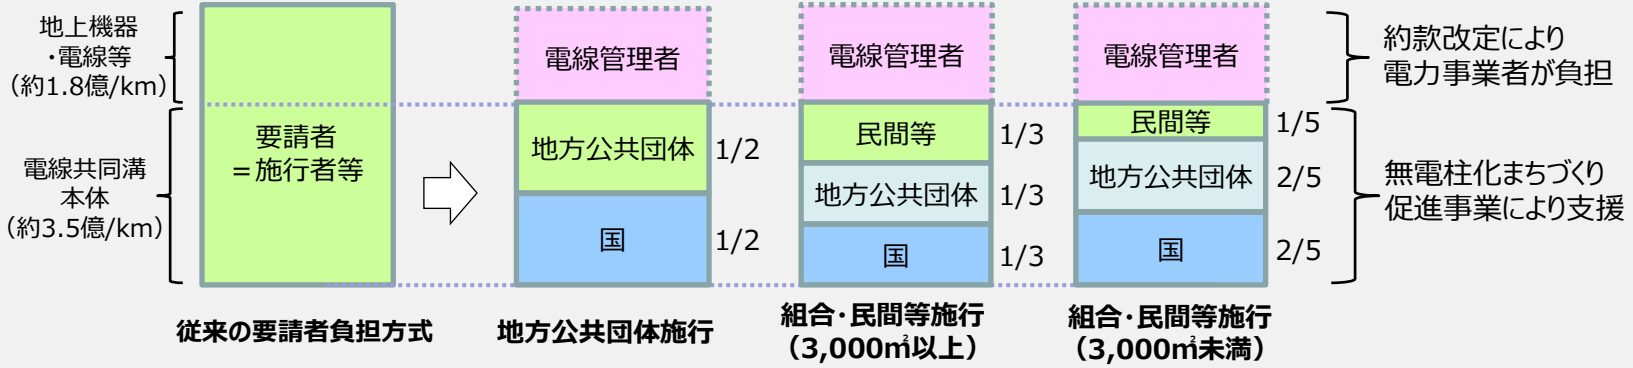 地上機器
・電線等
（約1.8億/km）
電線共同溝
本体
（約3.5億/km）
要請者
＝施行者等
従来の要請者負担方式
電線管理者
地方公共団体
1/2
国
1/2
地方公共団体施行
電線管理者
民間等
1/3
地方公共団体
1/3
国
1/3
組合・民間等施行
（3,000㎡以上）
電線管理者
民間等
1/5
地方公共団体
2/5
国
2/5
組合・民間等施行
（3,000㎡未満）
約款改定により
電力事業者が負担
無電柱化まちづくり
促進事業により支援